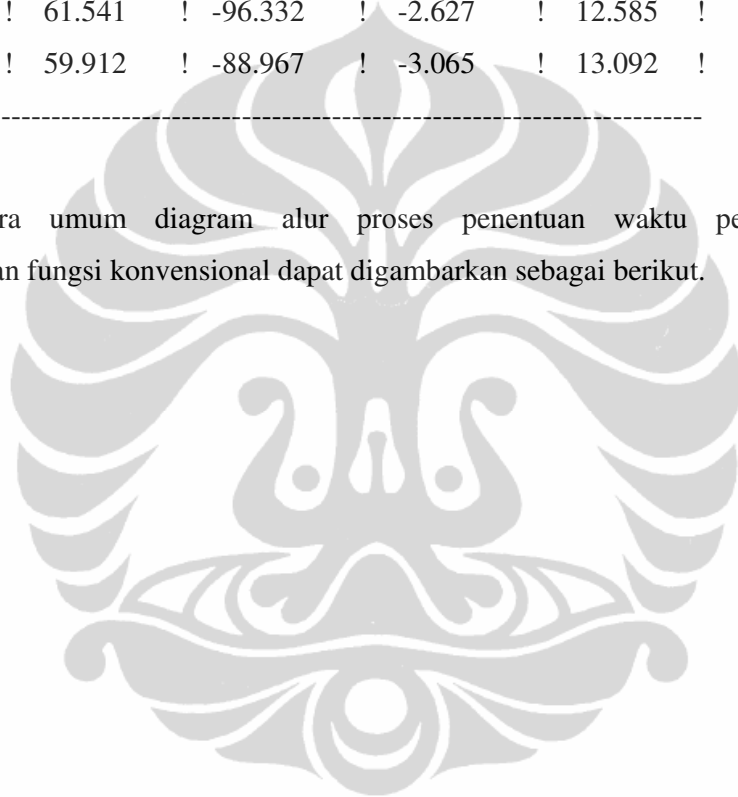 ! 61.541 ! -96.332 ! -2.627 ! 12.585 !
! 59.912 ! -88.967 ! -3.065 ! 13.092 !
----------------------------------------------------------------------
umum diagram alur proses penentuan waktu
fungsi konvensional dapat digambarkan sebagai berikut.